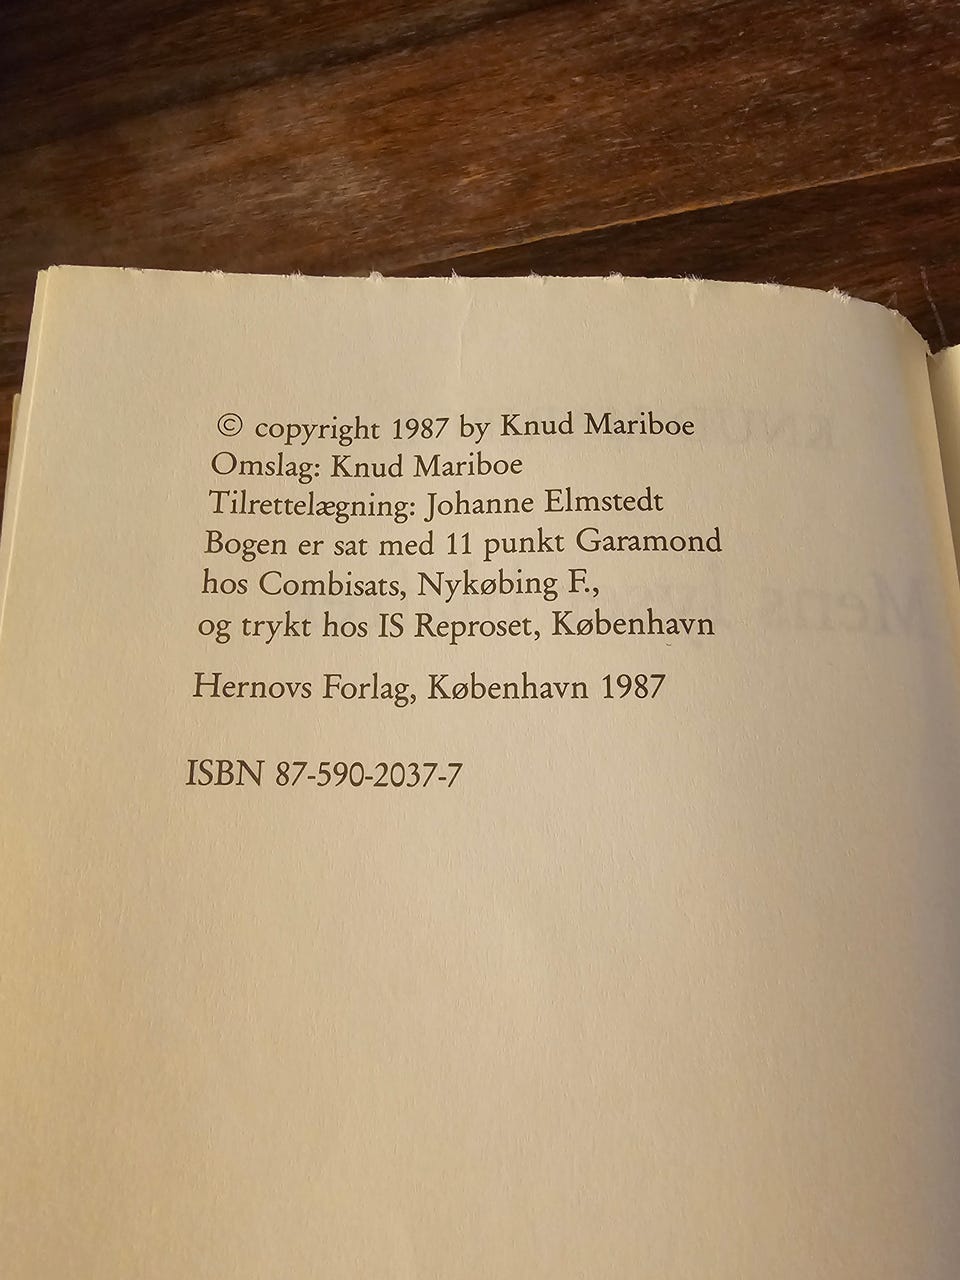 © copyright 1987 by Knud Mariboe
Omslag: Knud Mariboe
Tilrettelægning: Johanne Elmstedt
Bogen er sat med 11 punkt Garamond
hos Combisats, Nykøbing F.,
og trykt hos IS Reproset, København
Hernovs Forlag, København 1987
ISBN 87-590-2037-7